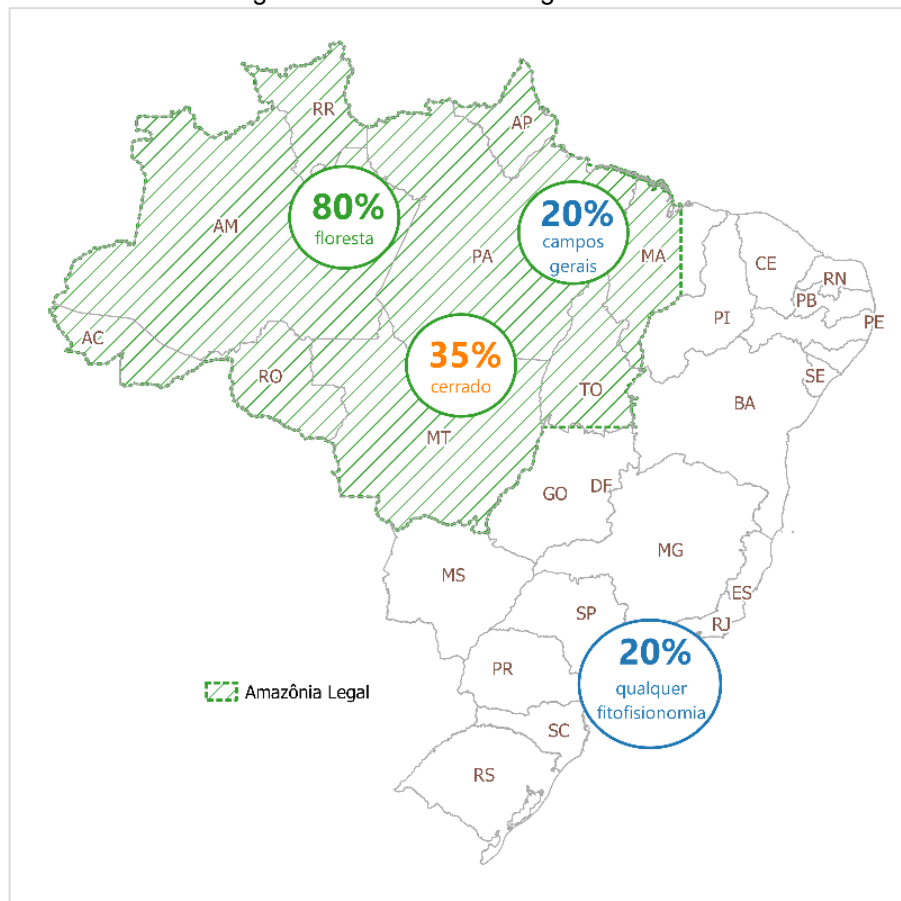 RR
AP
80%
floresta
20%
campos
gerais
AM
PA
MA
CE
RN
PB
PE
PI
AC
35%
cerrado
RO
TO
SE
BA
MT
GO
DF
MG
MS
ES
SP
RJ
20%
qualquer
fitofisionomia
PR
Amazônia Legal
SC
RS